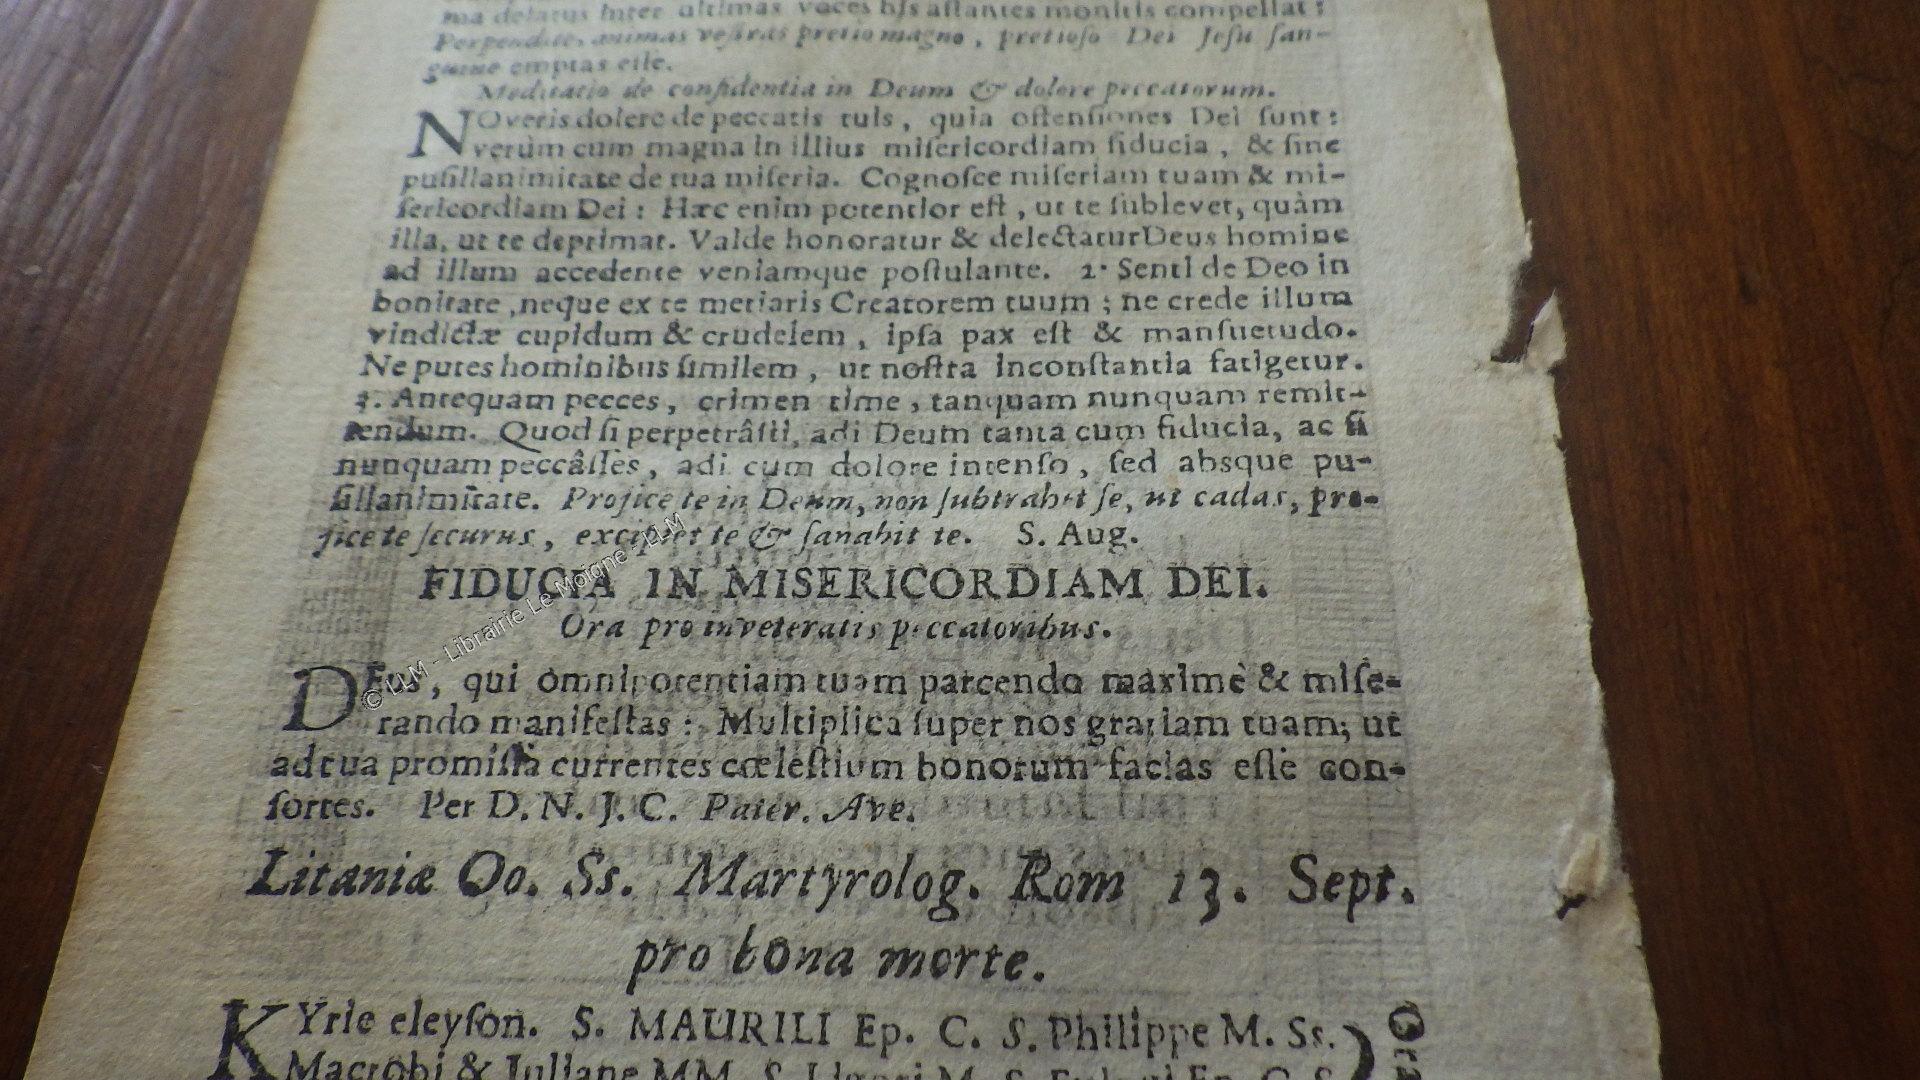 ma delatus inter ultimas voces his aſtantes monitis compellat:
Perpendite, animas veſtras pretio magno, pretioſo Dei Jeſu ſan-
guine emptas eſſe.
Meditatio de confidentia in Deum & dolore peccatorum.
NOveris dolere de peccatis tuis, quia offenſiones Dei ſunt:
verùm cum magna in illius miſericordiam fiducia, & ſine
puſillanimitate de tua miſeria. Cognoſce miſeriam tuam & mi-
ſericordiam Dei: Hæc enim potentior eſt, ut te ſublevet, quàm
illa, ut te deprimat. Valde honoratur & delectatur Deus homine
ad illum accedente veniamque poſtulante. 2. Senti de Deo in
bonitate, neque ex te metiaris Creatorem tuum; ne crede illum
vindictæ cupidum & crudelem, ipſa pax eſt & manſuetudo.
Ne putes hominibus ſimilem, ut noſtra inconſtantia fatigetur.
3. Antequam pecces, crimen time, tanquam nunquam remit-
tendum. Quod ſi perpetrâſti, adi Deum tanta cum fiducia, ac ſi
nunquam peccâſſes, adi cum dolore intenſo, ſed absque pu-
ſillanimitate. Projice te in Deum, non ſubtrahet ſe, ut cadas, pro-
jice te ſecurus, excipiet te & ſanabit te. S. Aug.
FIDUCIA IN MISERICORDIAM DEI.
Ora pro inveteratis peccatoribus.
DEus, qui omnipotentiam tuam parcendo maximè & miſe-
rando manifeſtas: Multiplica ſuper nos gratiam tuam; ut
ad tua promiſſa currentes cœleſtium bonorum facias eſſe con-
ſortes. Per D. N. J. C. Pater. Ave.
Litaniæ Oo. Ss. Martyrolog. Rom 13. Sept.
pro bona morte.
KYrie eleyſon. S. MAURILI Ep. C. S. Philippe M. Ss.
Macrobi & Juliane MM. S. Ligori M. S. Eulogi Ep. C. S.
Ora
© LLM - Librairie Le Moigne - LLM